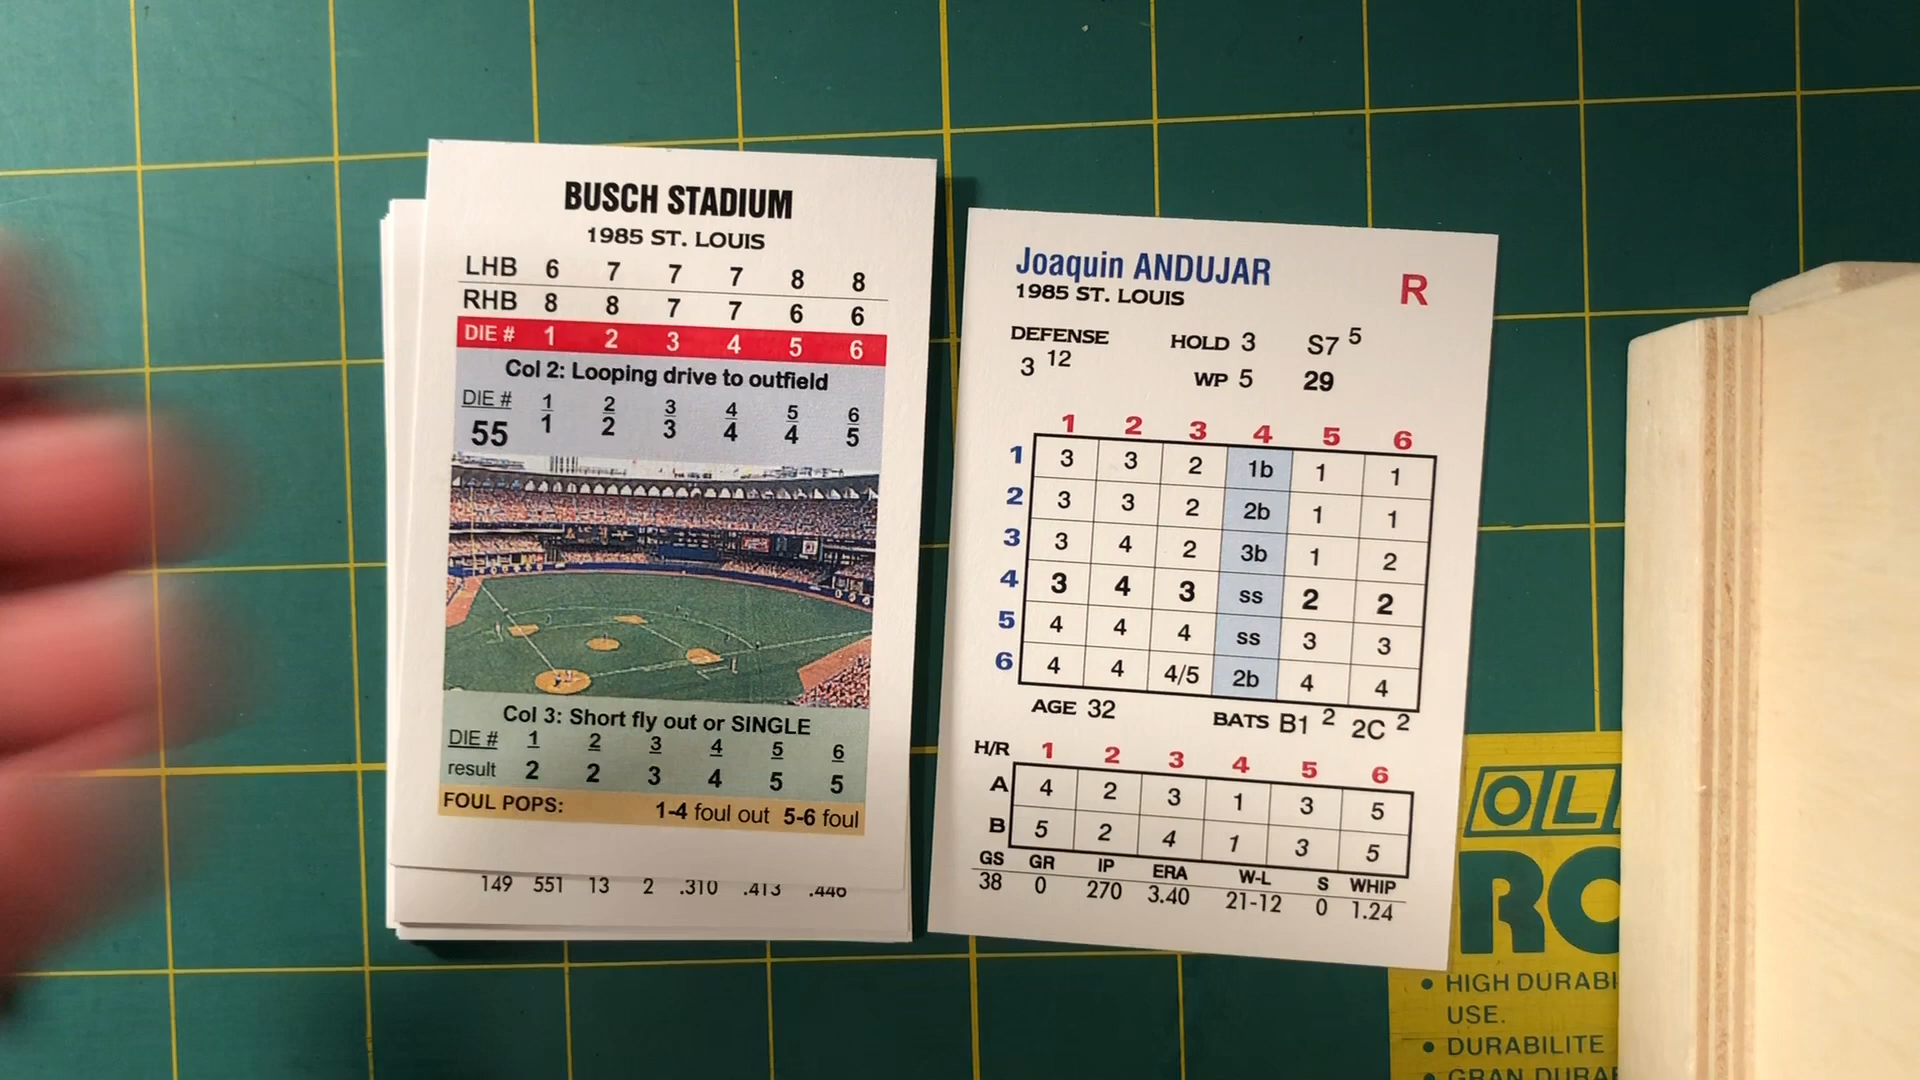 BUSCH STADIUM
1985 ST. LOUIS
LHB 6 7 7 7 8 8
RHB 8 8 7 7 6 6
DIE # 1 2 3 4 5 6
Col 2: Looping drive to outfield
DIE # 1 2 3 4 5 6
55 1 2 3 4 4 5
Col 3: Short fly out or SINGLE
DIE # 1 2 3 4 5 6
result 2 2 3 4 5 5
FOUL POPS: 1-4 foul out 5-6 foul
149 551 13 2 .310 .413 .446
Joaquin ANDUJAR R
1985 ST. LOUIS
DEFENSE HOLD 3 S7 5
3 12 WP 5 29
1 2 3 4 5 6
1 3 3 2 1b 1 1
2 3 3 2 2b 1 1
3 3 4 2 3b 1 2
4 3 4 3 ss 2 2
5 4 4 4 ss 3 3
6 4 4 4/5 2b 4 4
AGE 32 BATS B1 2 2C 2
H/R 1 2 3 4 5 6
A 4 2 3 1 3 5
B 5 2 4 1 3 5
GS GR IP ERA W-L S WHIP
38 0 270 3.40 21-12 0 1.24
OL
RO
• HIGH DURABI
USE.
• DURABILITE
• GRAN DURAB